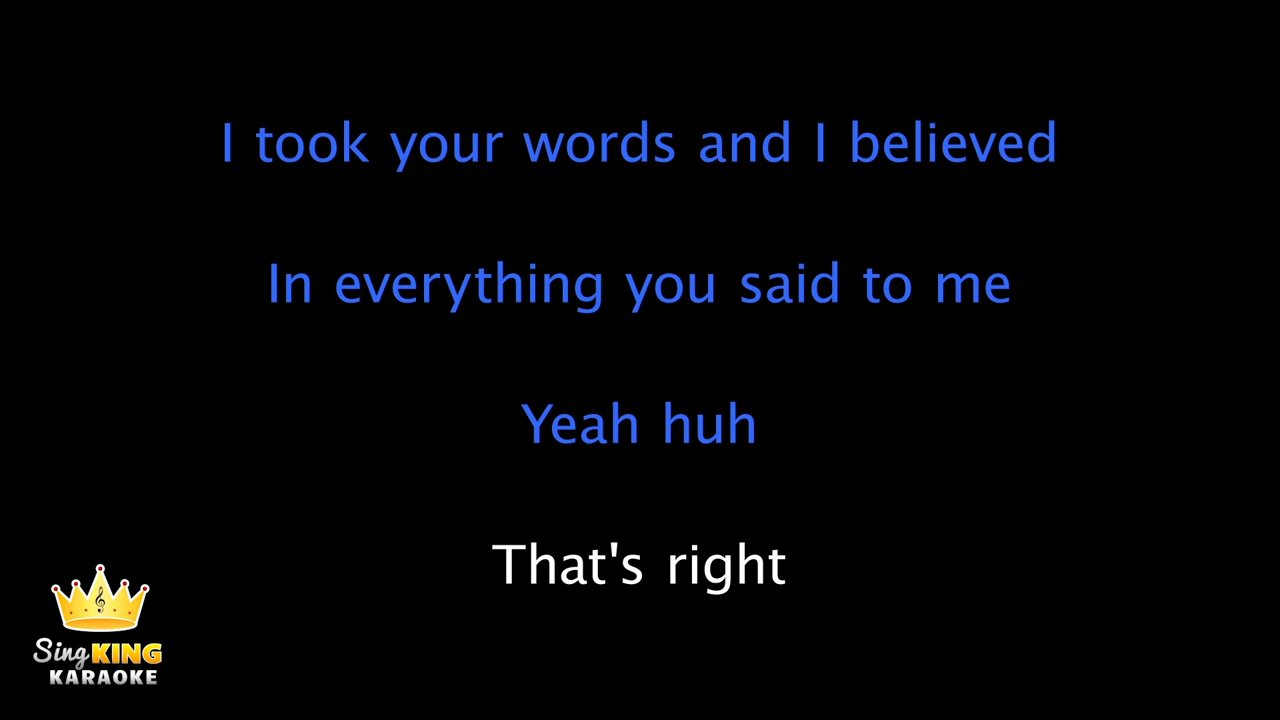 I took your words and I believed
In everything you said to me
Yeah huh
That's right
Sing KING
KARAOKE